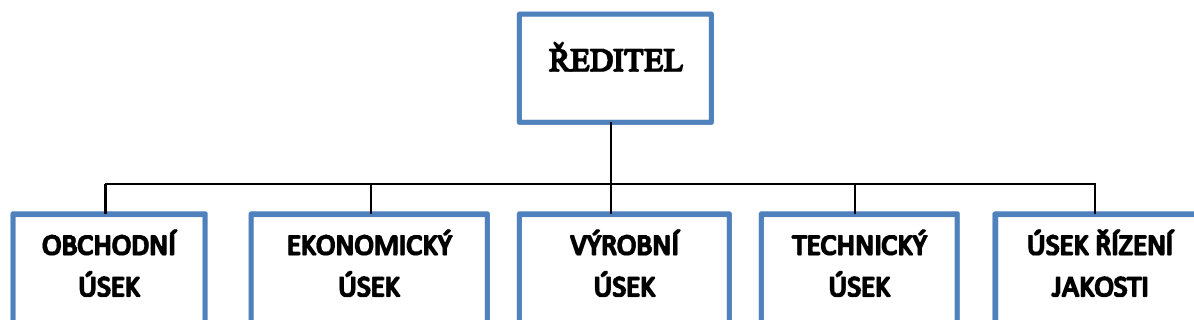 ŘEDITEL
OBCHODNÍ
ÚSEK
EKONOMICKÝ
ÚSEK
VÝROBNÍ
ÚSEK
TECHNICKÝ
ÚSEK
ÚSEK ŘÍZENÍ
JAKOSTI